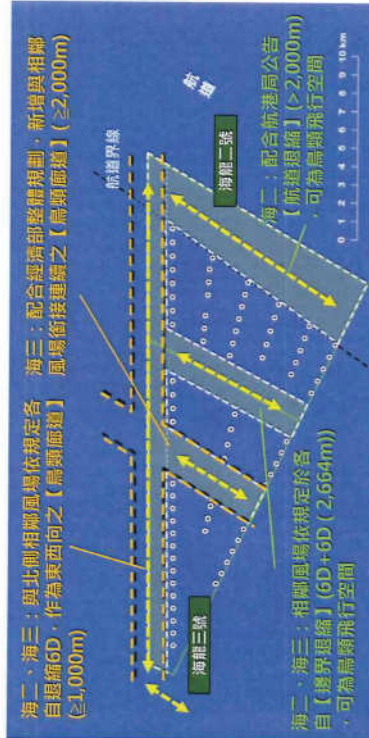 海二、海三：與北側相鄰風場依規定各
自退縮6D，作為東西向之【鳥類廊道】
(≥1,000m)
海三：配合經濟部整體規劃，新增與相鄰
風場銜接連續之【鳥類廊道】(≥2,000m)
航道界線
航道
海龍三號
海龍二號
海二、海三：相鄰風場依規定於各
自【邊界退縮】(6D+6D (2,664m))
，可為鳥類飛行空間
海二：配合航港局公告
【航道退縮】(>2,000m)
，可為鳥類飛行空間
0 1 2 3 4 5 6 7 8 9 10 km